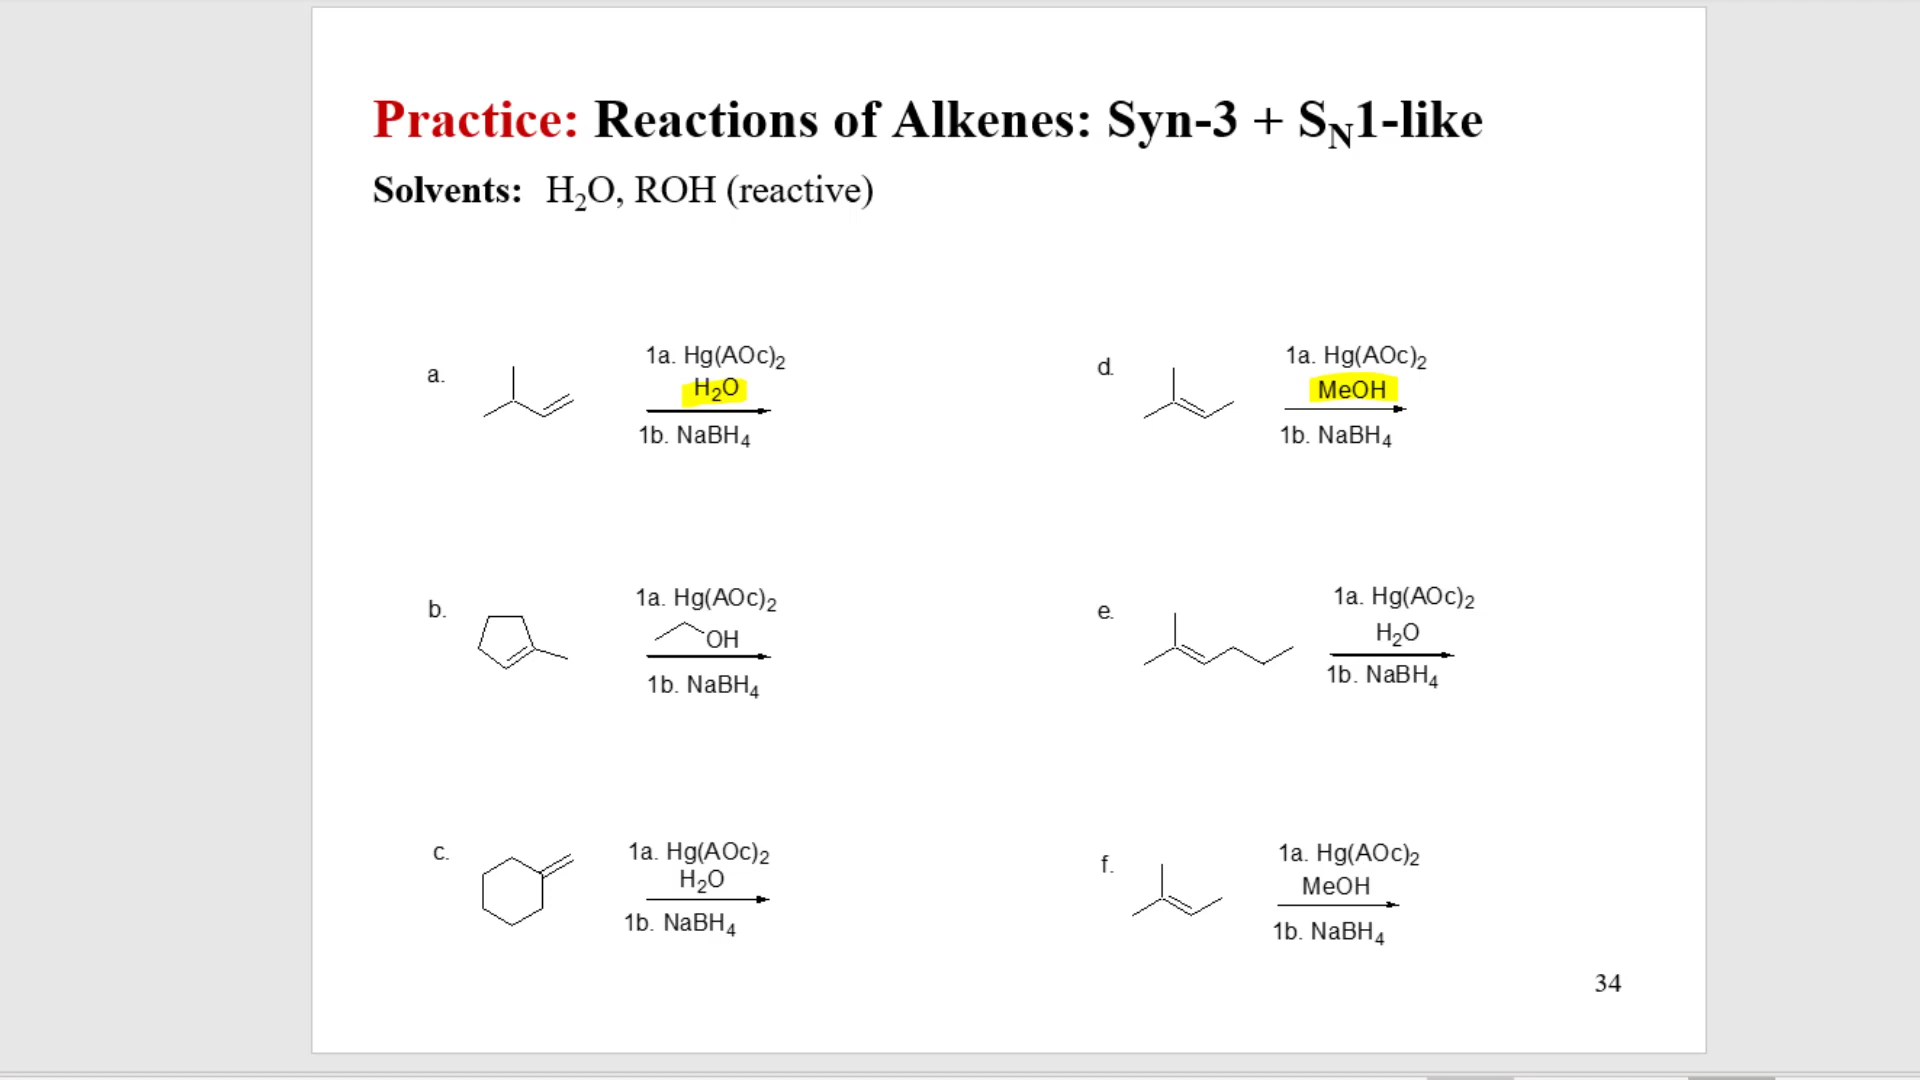 Practice: Reactions of Alkenes: Syn-3 + SN1-like
Solvents: H2O, ROH (reactive)
a.
1a. Hg(AOc)2
H2O
1b. NaBH4
d.
1a. Hg(AOc)2
MeOH
1b. NaBH4
b.
1a. Hg(AOc)2
OH
1b. NaBH4
e.
1a. Hg(AOc)2
H2O
1b. NaBH4
c.
1a. Hg(AOc)2
H2O
1b. NaBH4
f.
1a. Hg(AOc)2
MeOH
1b. NaBH4
34